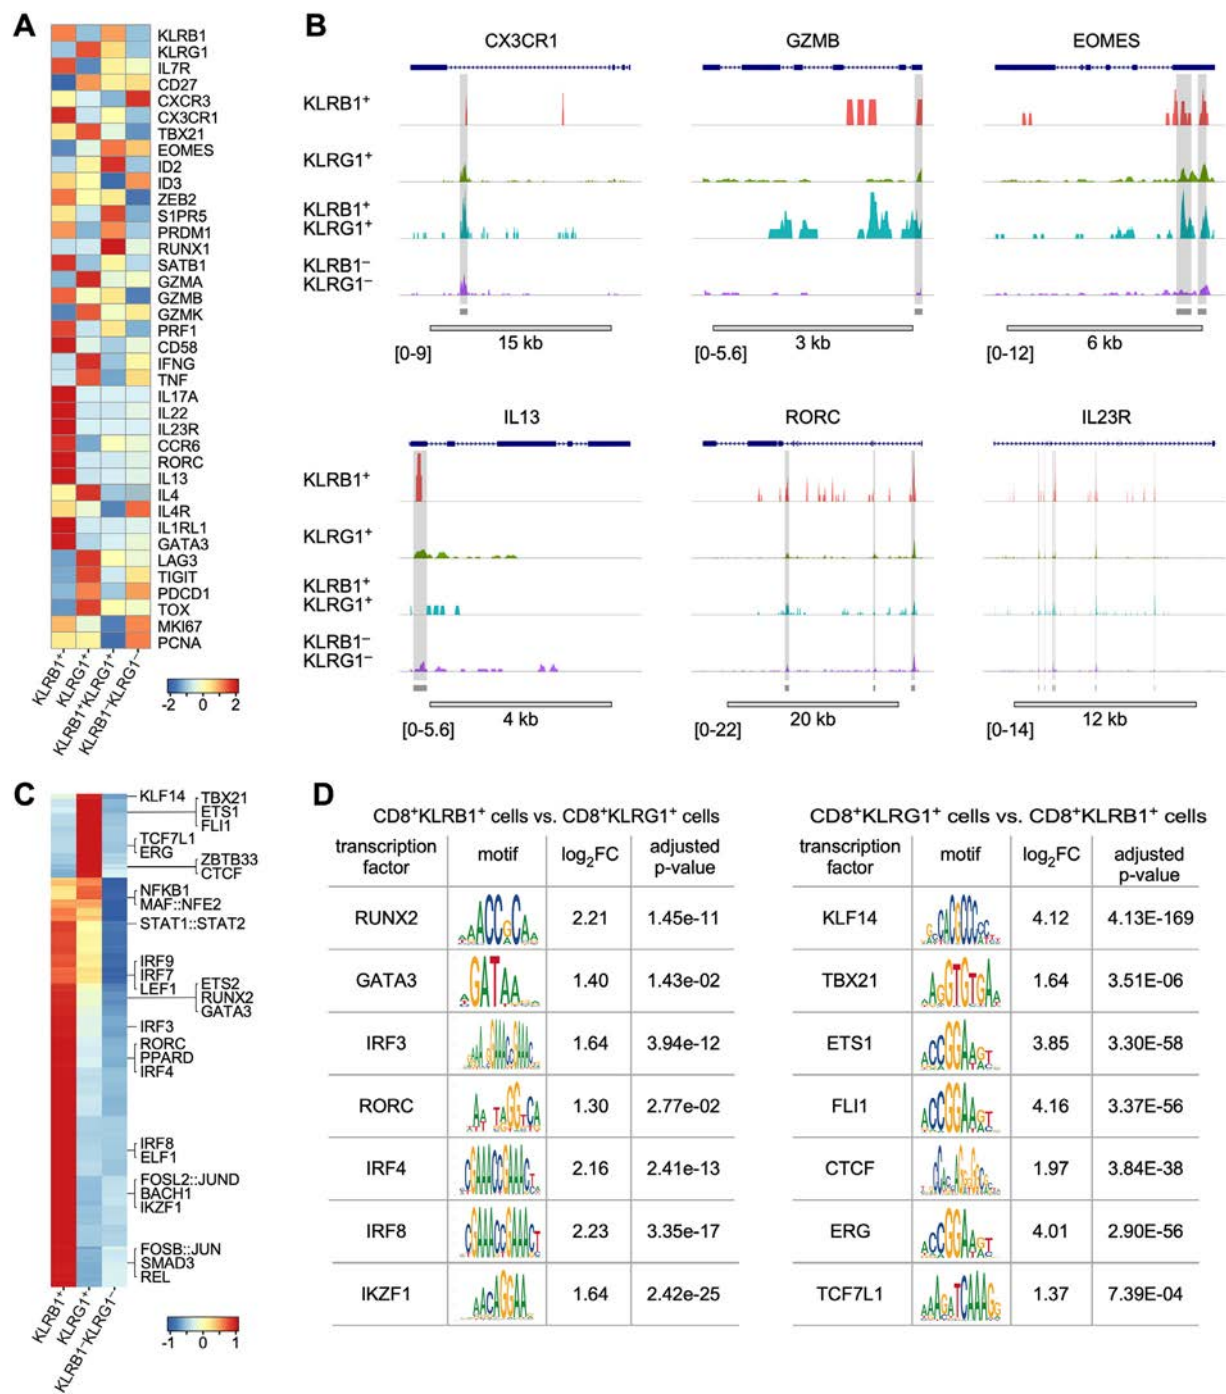 A
KLRB1
KLRG1
IL7R
CD27
CXCR3
CX3CR1
TBX21
EOMES
ID2
ID3
ZEB2
S1PR5
PRDM1
RUNX1
SATB1
GZMA
GZMB
GZMK
PRF1
CD58
IFNG
TNF
IL17A
IL22
IL23R
CCR6
RORC
IL13
IL4
IL4R
IL1RL1
GATA3
LAG3
TIGIT
PDCD1
TOX
MKI67
PCNA
KLRB1⁺
KLRG1⁺
KLRB1⁺KLRG1⁺
KLRB1⁻KLRG1⁻
-2 0 2
B
CX3CR1 GZMB EOMES
KLRB1⁺
KLRG1⁺
KLRB1⁺
KLRG1⁺
KLRB1⁻
KLRG1⁻
15 kb 3 kb 6 kb
[0-9] [0-5.6] [0-12]
IL13 RORC IL23R
KLRB1⁺
KLRG1⁺
KLRB1⁺
KLRG1⁺
KLRB1⁻
KLRG1⁻
4 kb 20 kb 12 kb
[0-5.6] [0-22] [0-14]
C
KLF14
TBX21
ETS1
FLI1
TCF7L1
ERG
ZBTB33
CTCF
NFKB1
MAF::NFE2
STAT1::STAT2
IRF9
IRF7
LEF1
ETS2
RUNX2
GATA3
IRF3
RORC
PPARD
IRF4
IRF8
ELF1
FOSL2::JUND
BACH1
IKZF1
FOSB::JUN
SMAD3
REL
KLRB1⁺
KLRG1⁺
KLRB1⁻KLRG1⁻
-1 0 1
D
CD8⁺KLRB1⁺ cells vs. CD8⁺KLRG1⁺ cells
transcription factor motif log₂FC adjusted p-value
RUNX2 2.21 1.45e-11
GATA3 1.40 1.43e-02
IRF3 1.64 3.94e-12
RORC 1.30 2.77e-02
IRF4 2.16 2.41e-13
IRF8 2.23 3.35e-17
IKZF1 1.64 2.42e-25
CD8⁺KLRG1⁺ cells vs. CD8⁺KLRB1⁺ cells
transcription factor motif log₂FC adjusted p-value
KLF14 4.12 4.13E-169
TBX21 1.64 3.51E-06
ETS1 3.85 3.30E-58
FLI1 4.16 3.37E-56
CTCF 1.97 3.84E-38
ERG 4.01 2.90E-56
TCF7L1 1.37 7.39E-04